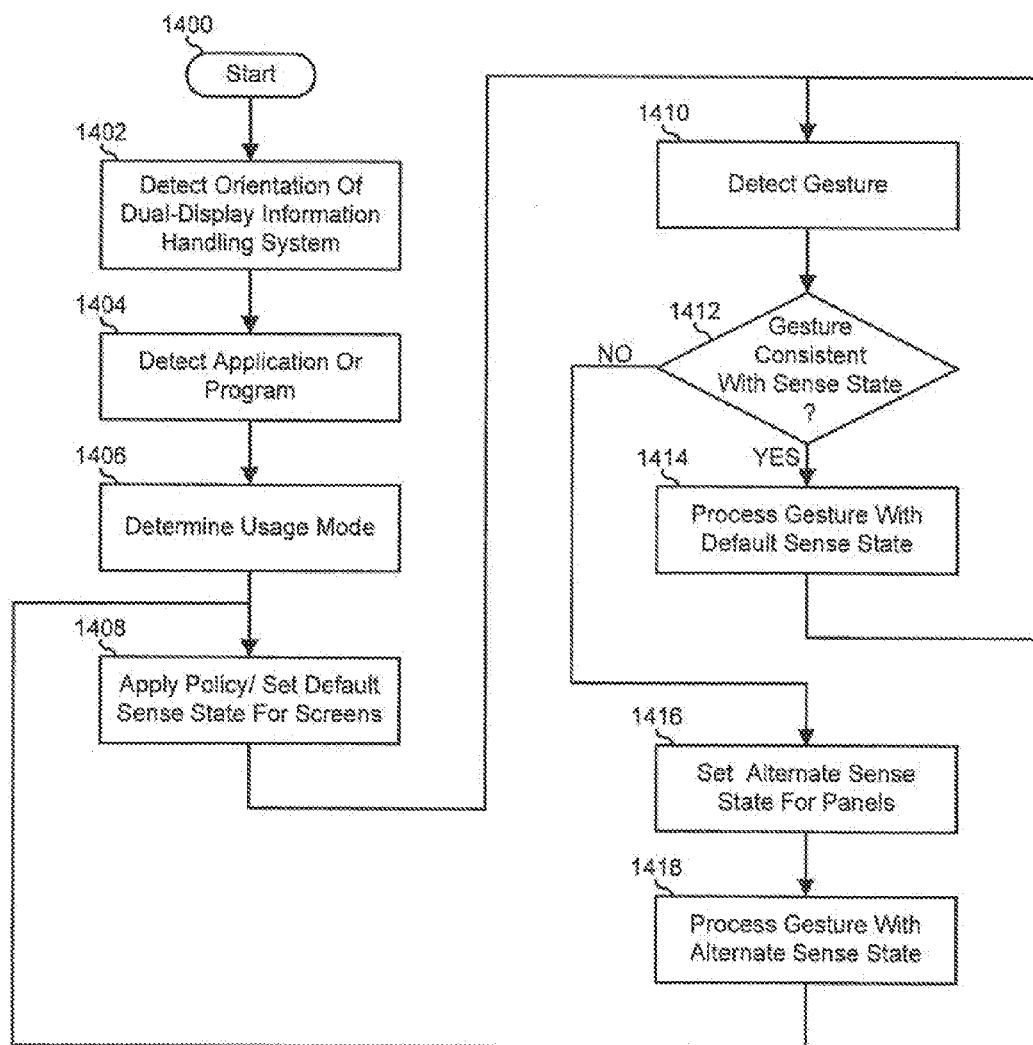 1400
Start
1402
Detect Orientation Of
Dual-Display Information
Handling System
1404
Detect Application Or
Program
1406
Determine Usage Mode
1408
Apply Policy/ Set Default
Sense State For Screens
1410
Detect Gesture
1412
Gesture
Consistent
With Sense State
?
NO
YES
1414
Process Gesture With
Default Sense State
1416
Set Alternate Sense
State For Panels
1418
Process Gesture With
Alternate Sense State